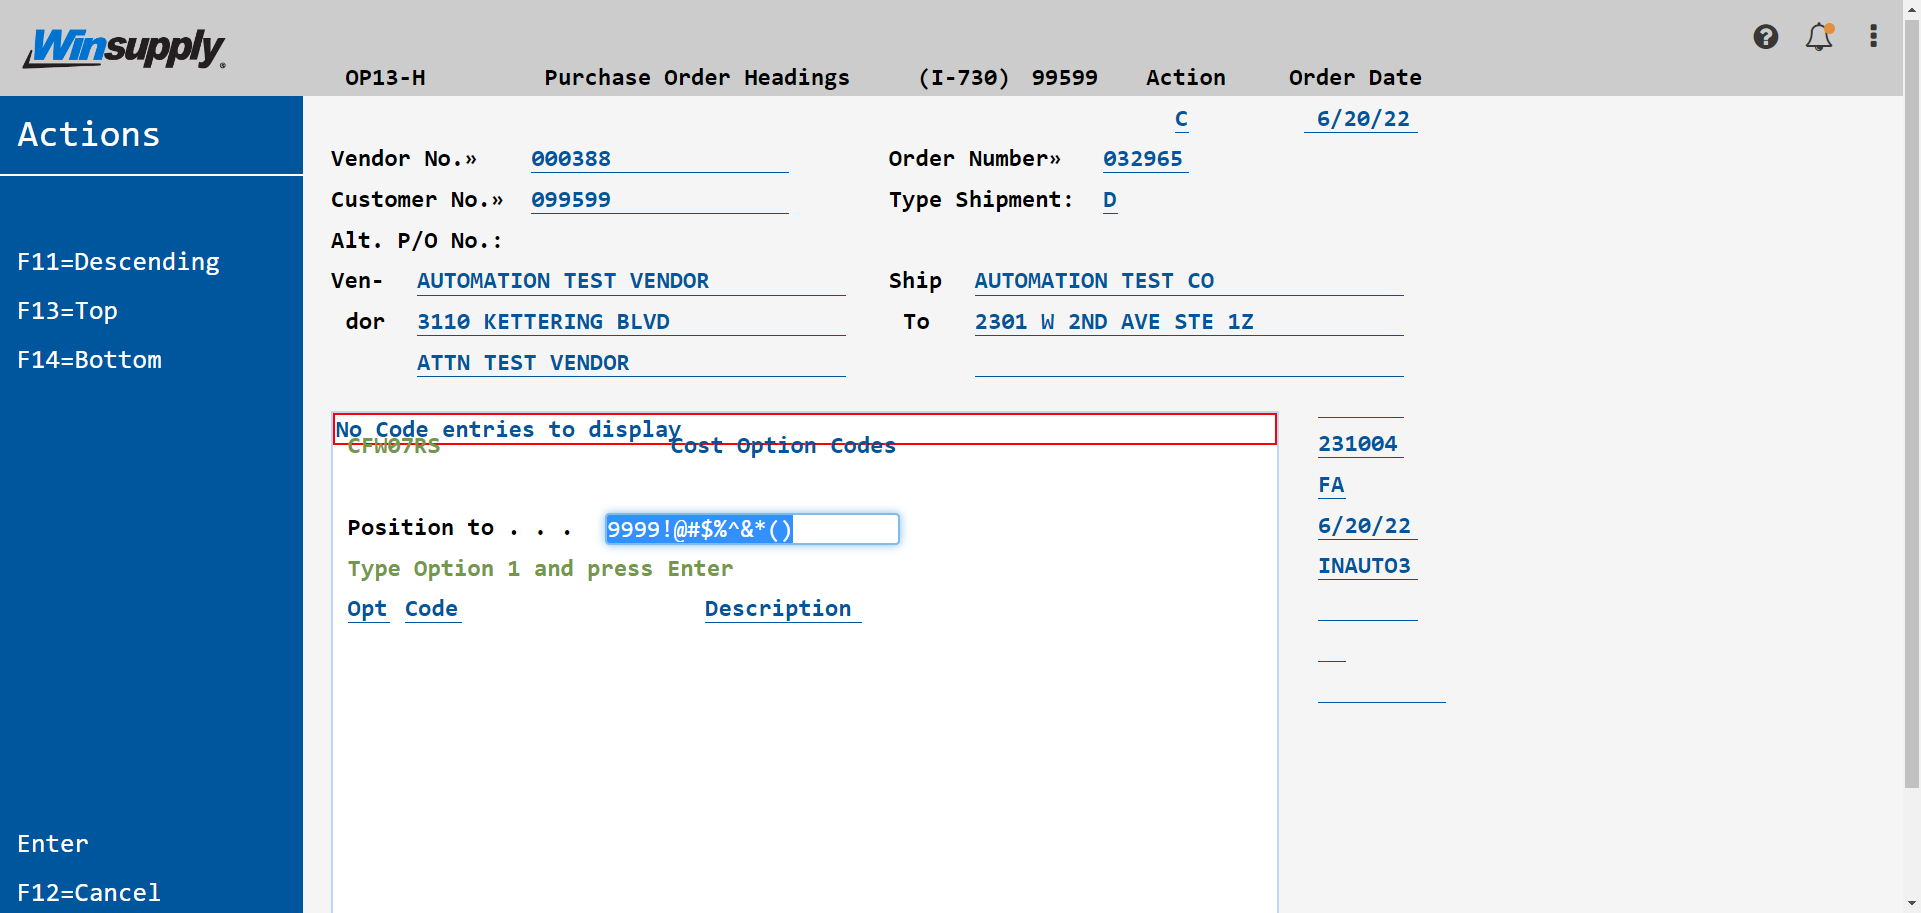 Winsupply
OP13-H Purchase Order Headings (I-730) 99599 Action Order Date
C 6/20/22
Actions
Vendor No.» 000388 Order Number» 032965
Customer No.» 099599 Type Shipment: D
Alt. P/O No.:
Ven- AUTOMATION TEST VENDOR Ship AUTOMATION TEST CO
dor 3110 KETTERING BLVD To 2301 W 2ND AVE STE 1Z
ATTN TEST VENDOR
F11=Descending
F13=Top
F14=Bottom
No Code entries to display
CFW07RS Cost Option Codes
231004
FA
Position to . . . 9999!@#$%^&*()
6/20/22
Type Option 1 and press Enter
INAUTO3
Opt Code Description
Enter
F12=Cancel